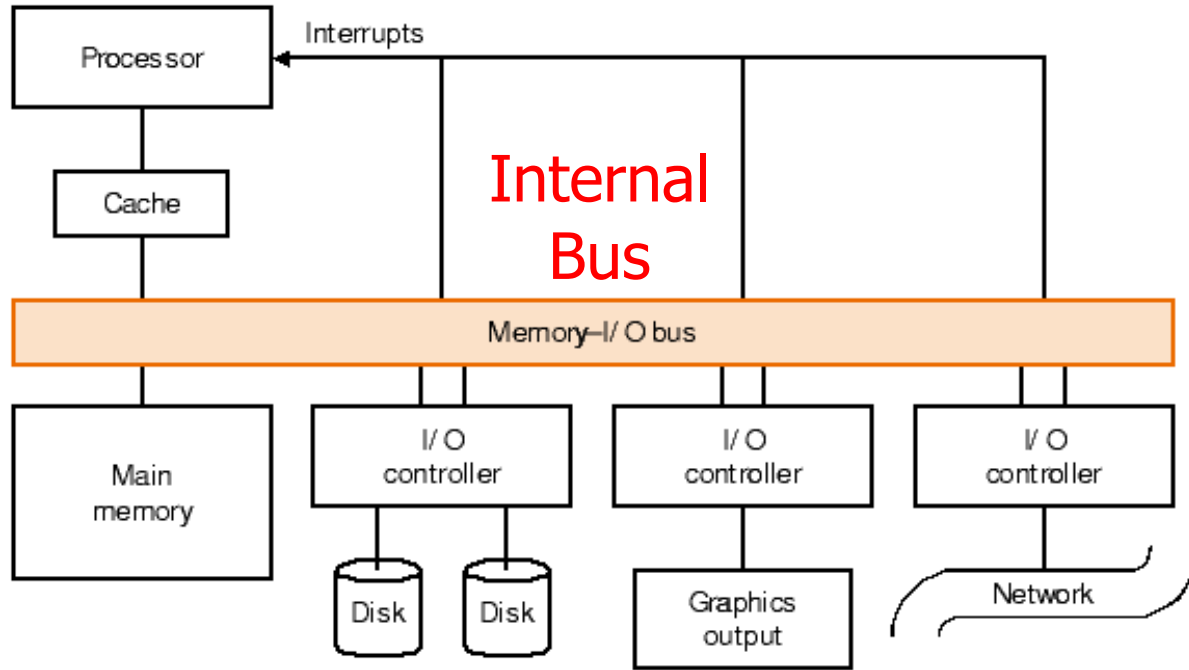 Processor
Interrupts
Cache
Internal
Bus
Memory–I/O bus
Main
memory
I/O
controller
I/O
controller
I/O
controller
Disk
Disk
Graphics
output
Network